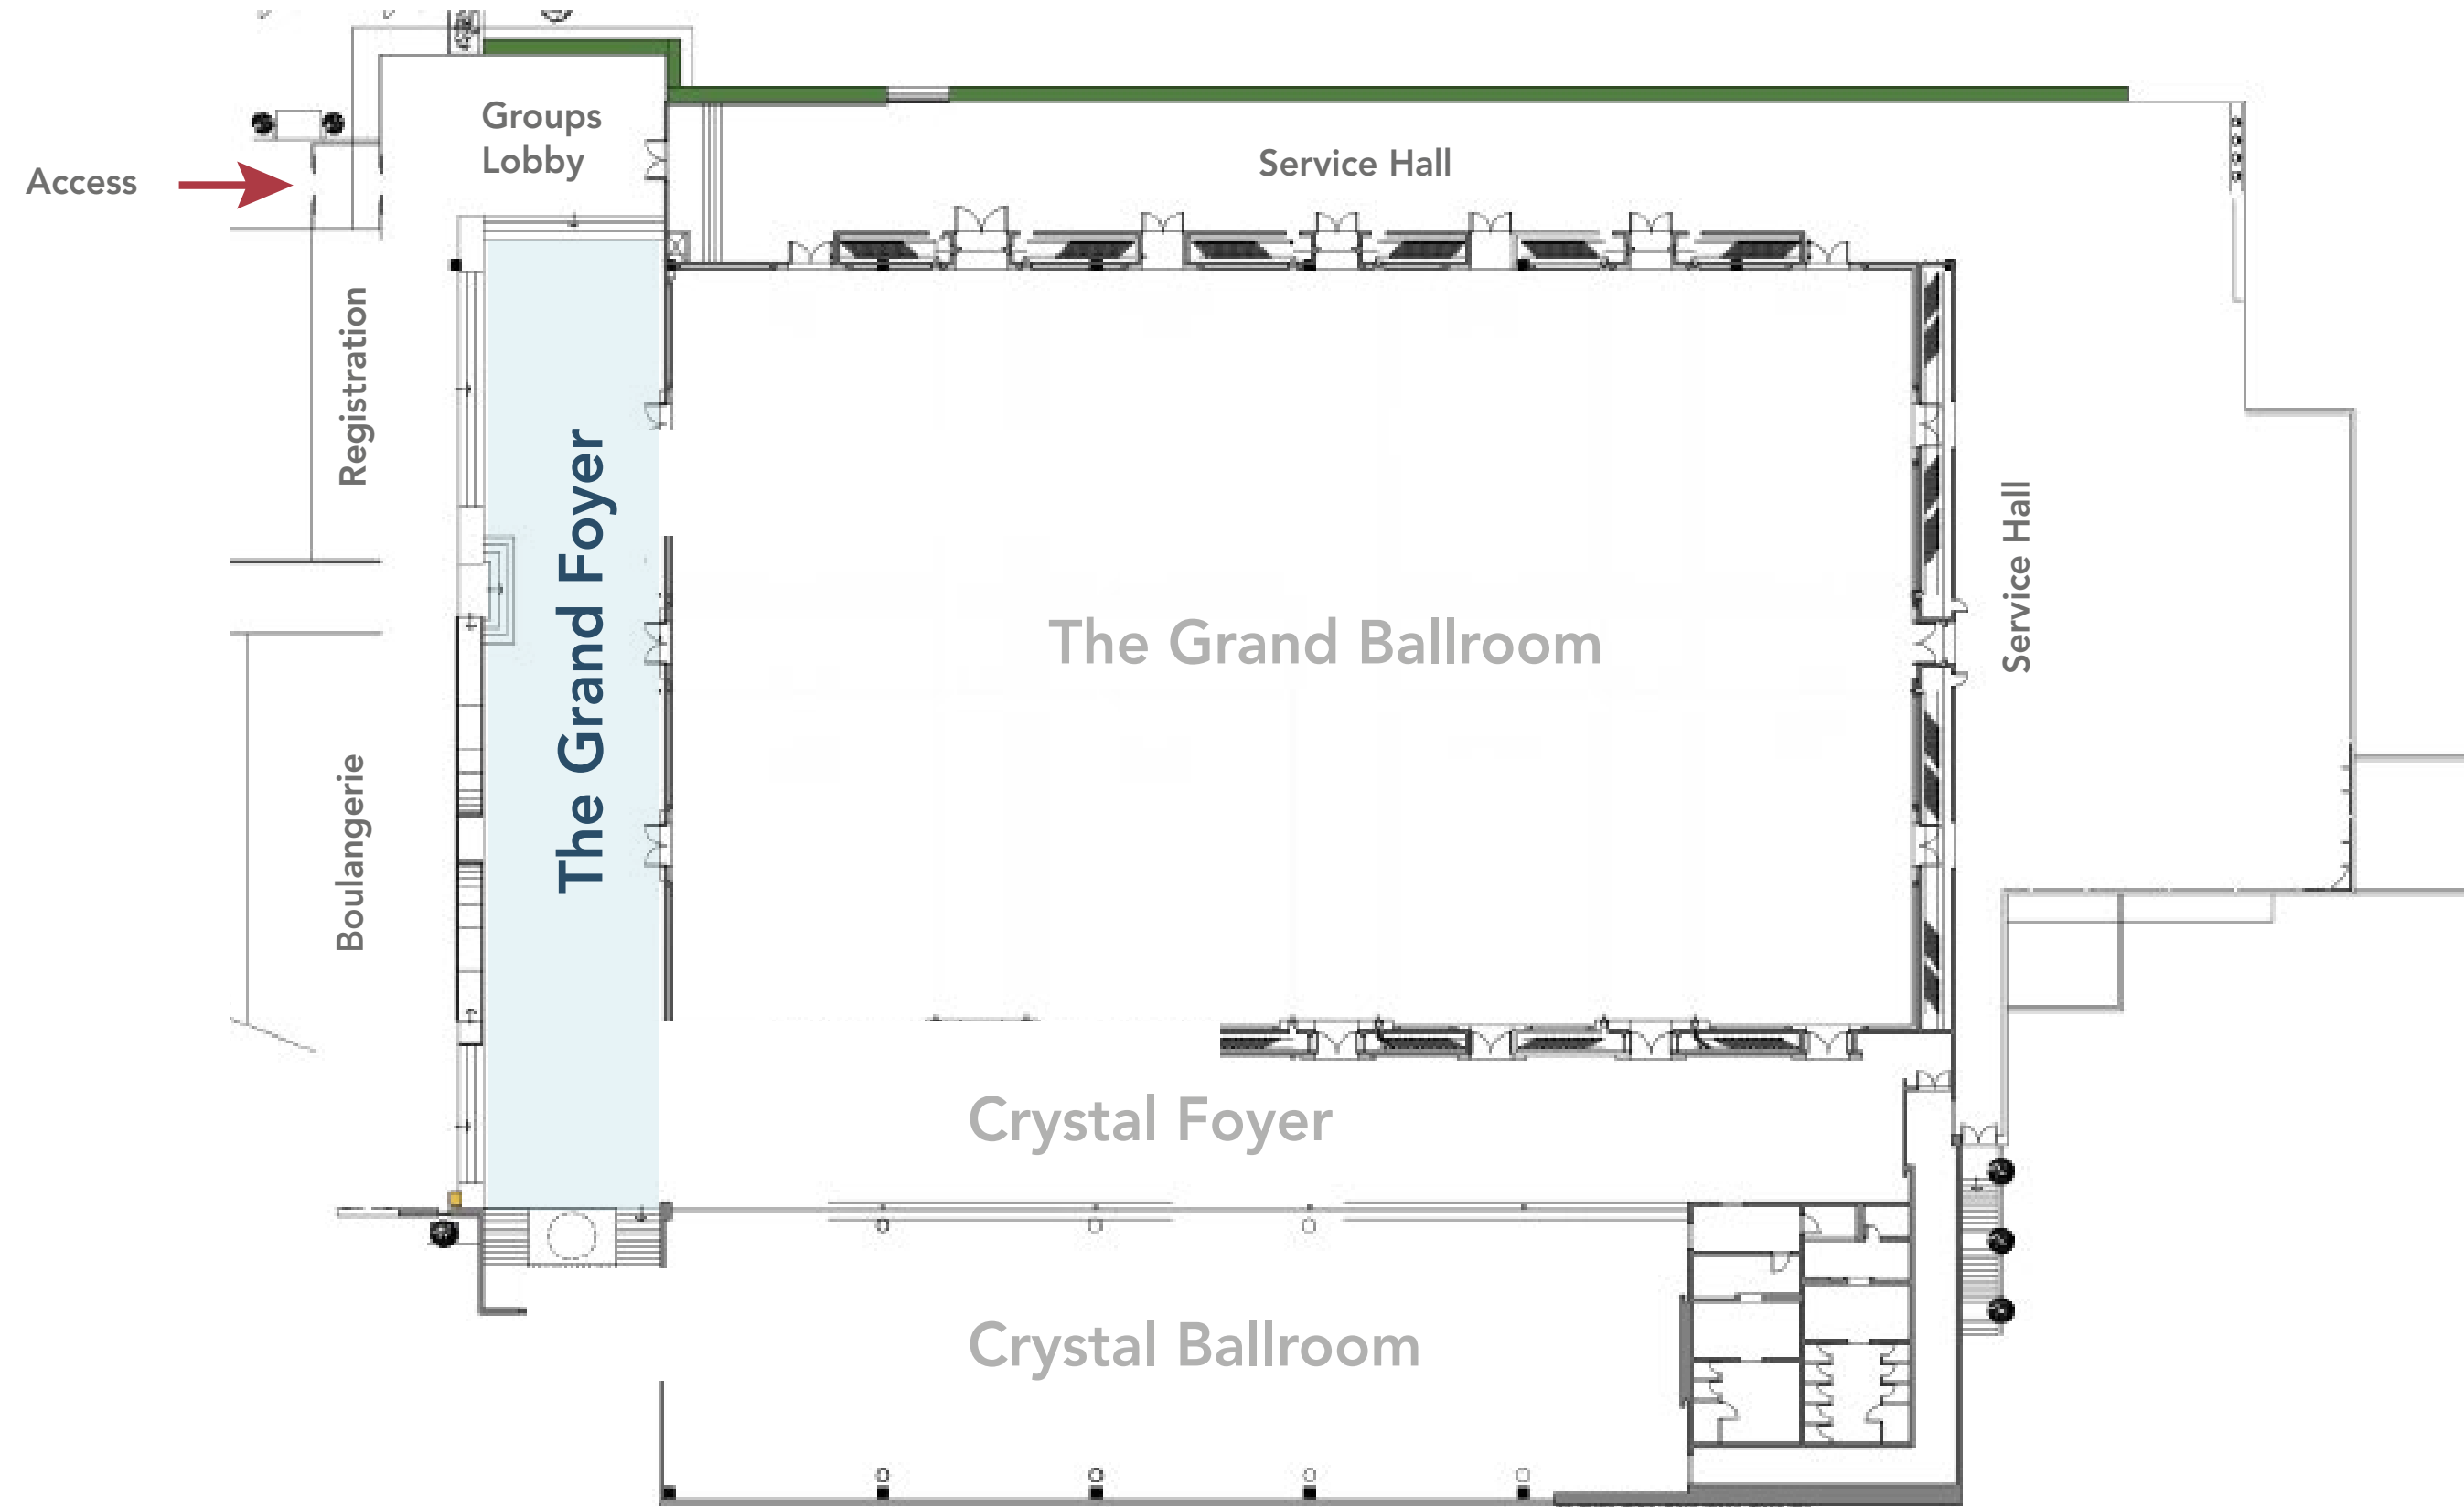 Groups
Lobby
Access
Service Hall
Registration
The Grand Foyer
The Grand Ballroom
Service Hall
Boulangerie
Crystal Foyer
Crystal Ballroom